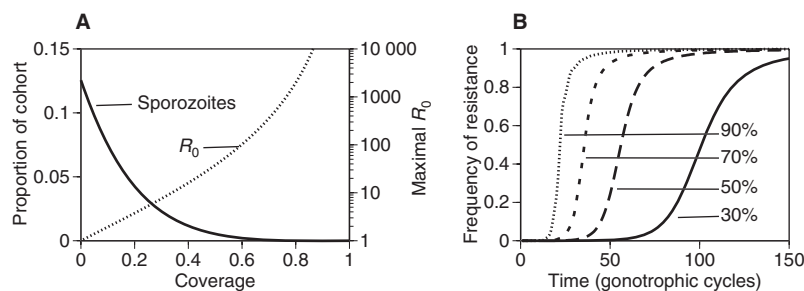 A
Proportion of cohort
0.15
0.1
0.05
0
Sporozoites
R0
10 000
1000
100
10
1
Maximal R0
0 0.2 0.4 0.6 0.8 1
Coverage
B
Frequency of resistance
1
0.8
0.6
0.4
0.2
0
90%
70%
50%
30%
0 50 100 150
Time (gonotrophic cycles)